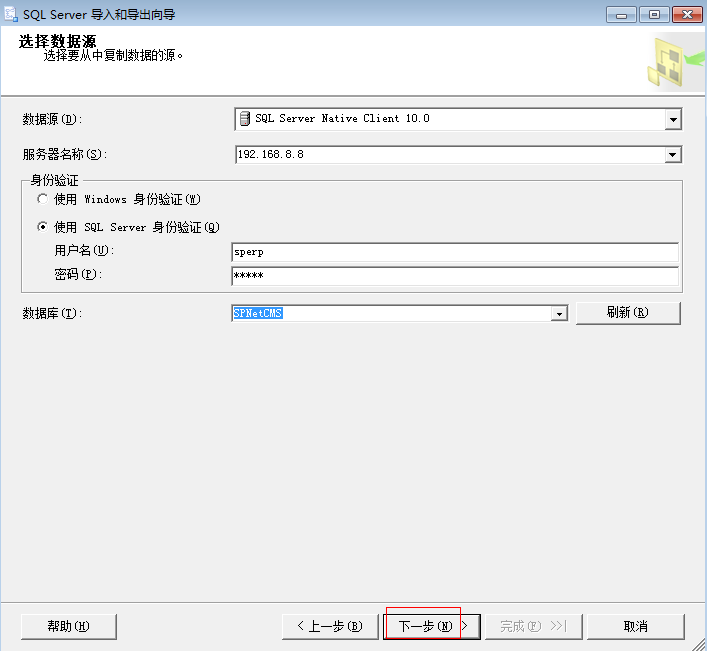 SQL Server 导入和导出向导
选择数据源
选择要从中复制数据的源。
数据源(D):
SQL Server Native Client 10.0
服务器名称(S):
192.168.8.8
身份验证
使用 Windows 身份验证(W)
使用 SQL Server 身份验证(Q)
用户名(U):
sperp
密码(P):
*****
数据库(T):
SPNetCMS
刷新(R)
帮助(H)
< 上一步(B)
下一步(N) >
完成(F) >>|
取消